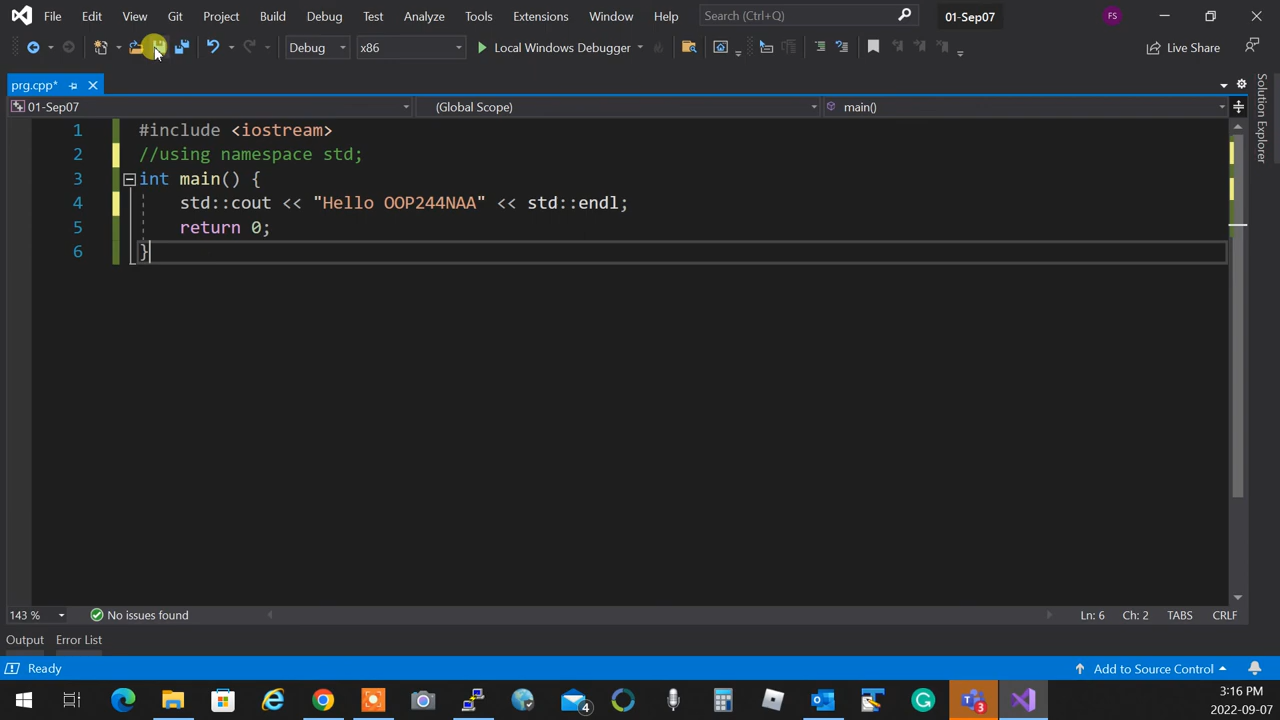 File Edit View Git Project Build Debug Test Analyze Tools Extensions Window Help Search (Ctrl+Q) 01-Sep07 FS
Debug x86 Local Windows Debugger Live Share
prg.cpp*
01-Sep07 (Global Scope) main()
Solution Explorer
1 #include <iostream>
2 //using namespace std;
3 int main() {
4 std::cout << "Hello OOP244NAA" << std::endl;
5 return 0;
6 }
143 % No issues found Ln: 6 Ch: 2 TABS CRLF
Output Error List
Ready Add to Source Control
4 3 3:16 PM
2022-09-07